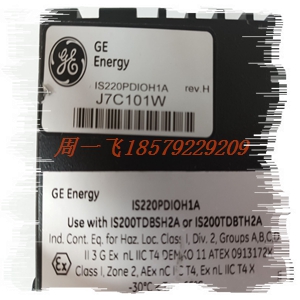 GE
Energy
IS220PDIOH1A rev.H
J7C101W
周一飞18579229209
GE Energy
IS220PDIOH1A
Use with IS200TDBSH2A or IS200TDBTH2A
Ind. Cont. Eq. for Haz. Loc. Class I, Div. 2, Groups A,B,C,D
II 3 G Ex nL IIC T4 DEMKO 11 ATEX 0913172X
Class I, Zone 2, AEx nC IIC T4, Ex nL IIC T4 X